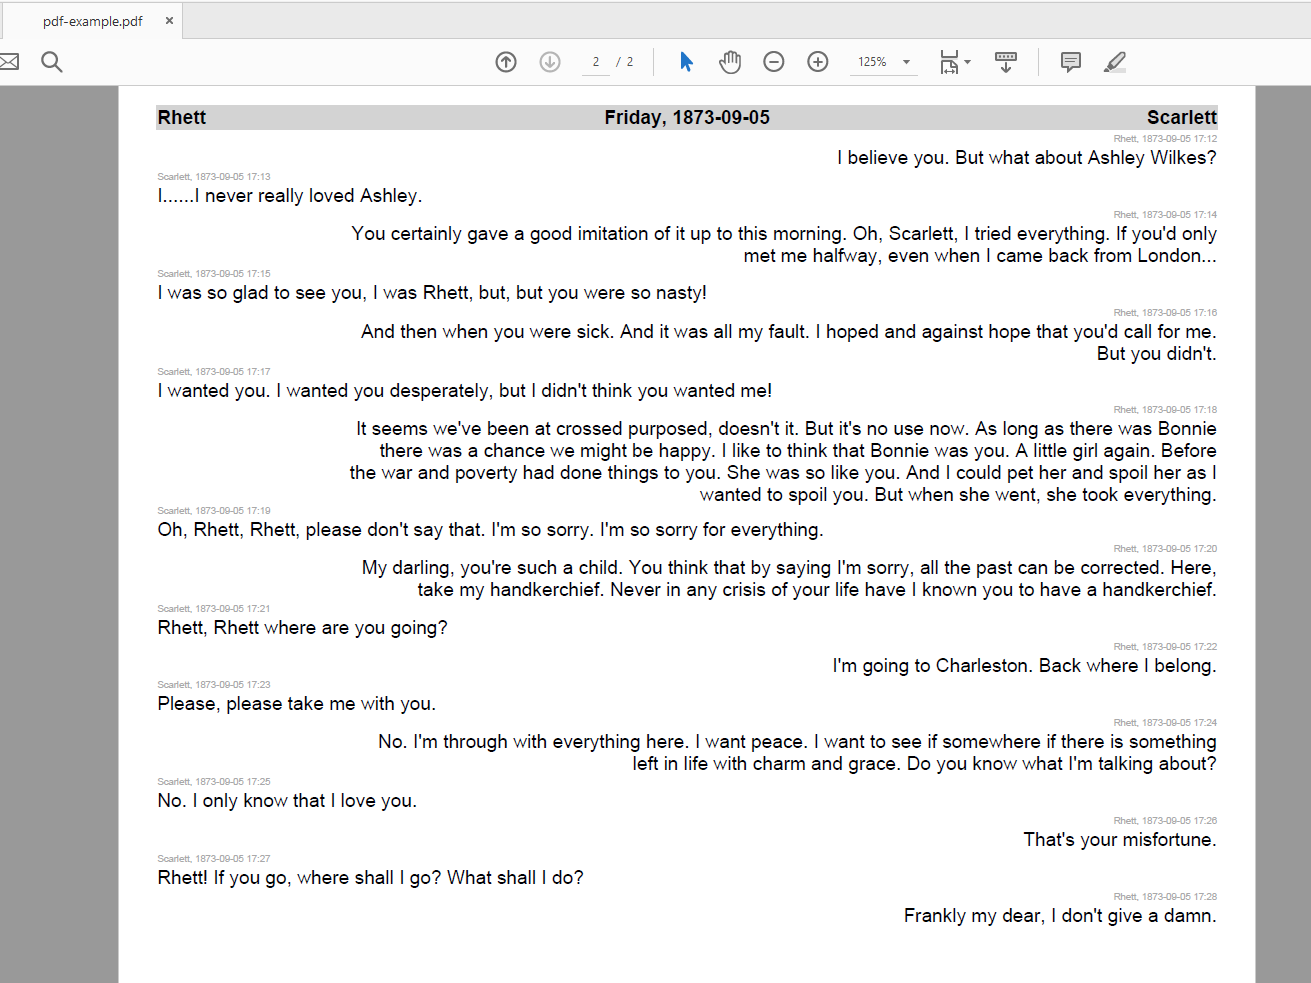 pdf-example.pdf ×
2 / 2 125%
Rhett Friday, 1873-09-05 Scarlett
Rhett, 1873-09-05 17:12
I believe you. But what about Ashley Wilkes?
Scarlett, 1873-09-05 17:13
I......I never really loved Ashley.
Rhett, 1873-09-05 17:14
You certainly gave a good imitation of it up to this morning. Oh, Scarlett, I tried everything. If you'd only
met me halfway, even when I came back from London...
Scarlett, 1873-09-05 17:15
I was so glad to see you, I was Rhett, but, but you were so nasty!
Rhett, 1873-09-05 17:16
And then when you were sick. And it was all my fault. I hoped and against hope that you'd call for me.
But you didn't.
Scarlett, 1873-09-05 17:17
I wanted you. I wanted you desperately, but I didn't think you wanted me!
Rhett, 1873-09-05 17:18
It seems we've been at crossed purposed, doesn't it. But it's no use now. As long as there was Bonnie
there was a chance we might be happy. I like to think that Bonnie was you. A little girl again. Before
the war and poverty had done things to you. She was so like you. And I could pet her and spoil her as I
wanted to spoil you. But when she went, she took everything.
Scarlett, 1873-09-05 17:19
Oh, Rhett, Rhett, please don't say that. I'm so sorry. I'm so sorry for everything.
Rhett, 1873-09-05 17:20
My darling, you're such a child. You think that by saying I'm sorry, all the past can be corrected. Here,
take my handkerchief. Never in any crisis of your life have I known you to have a handkerchief.
Scarlett, 1873-09-05 17:21
Rhett, Rhett where are you going?
Rhett, 1873-09-05 17:22
I'm going to Charleston. Back where I belong.
Scarlett, 1873-09-05 17:23
Please, please take me with you.
Rhett, 1873-09-05 17:24
No. I'm through with everything here. I want peace. I want to see if somewhere if there is something
left in life with charm and grace. Do you know what I'm talking about?
Scarlett, 1873-09-05 17:25
No. I only know that I love you.
Rhett, 1873-09-05 17:26
That's your misfortune.
Scarlett, 1873-09-05 17:27
Rhett! If you go, where shall I go? What shall I do?
Rhett, 1873-09-05 17:28
Frankly my dear, I don't give a damn.